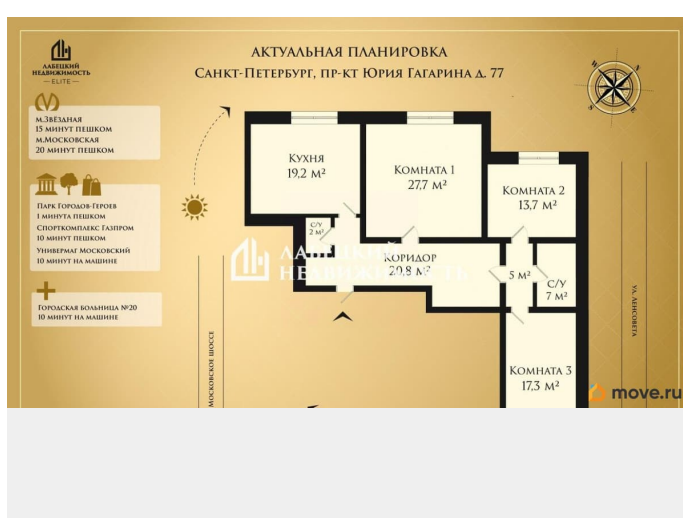 ЛАБЕЦКИЙ
НЕДВИЖИМОСТЬ
— ELITE —
АКТУАЛЬНАЯ ПЛАНИРОВКА
САНКТ-ПЕТЕРБУРГ, ПР-КТ ЮРИЯ ГАГАРИНА Д. 77
М.ЗВЁЗДНАЯ
15 МИНУТ ПЕШКОМ
М.МОСКОВСКАЯ
20 МИНУТ ПЕШКОМ
ПАРК ГОРОДОВ-ГЕРОЕВ
1 МИНУТА ПЕШКОМ
СПОРТКОМПЛЕКС ГАЗПРОМ
10 МИНУТ ПЕШКОМ
УНИВЕРМАГ МОСКОВСКИЙ
10 МИНУТ НА МАШИНЕ
ГОРОДСКАЯ БОЛЬНИЦА №20
10 МИНУТ НА МАШИНЕ
КУХНЯ
19,2 М²
КОМНАТА 1
27,7 М²
КОМНАТА 2
13,7 М²
С/У
2 М²
КОРИДОР
20,8 М²
ЛАБЕЦКИЙ
НЕДВИЖИМОСТЬ
5 М²
С/У
7 М²
КОМНАТА 3
17,3 М²
МОСКОВСКОЕ ШОССЕ
УЛ. ЛЕНСОВЕТА
N
E
S
W
move.ru